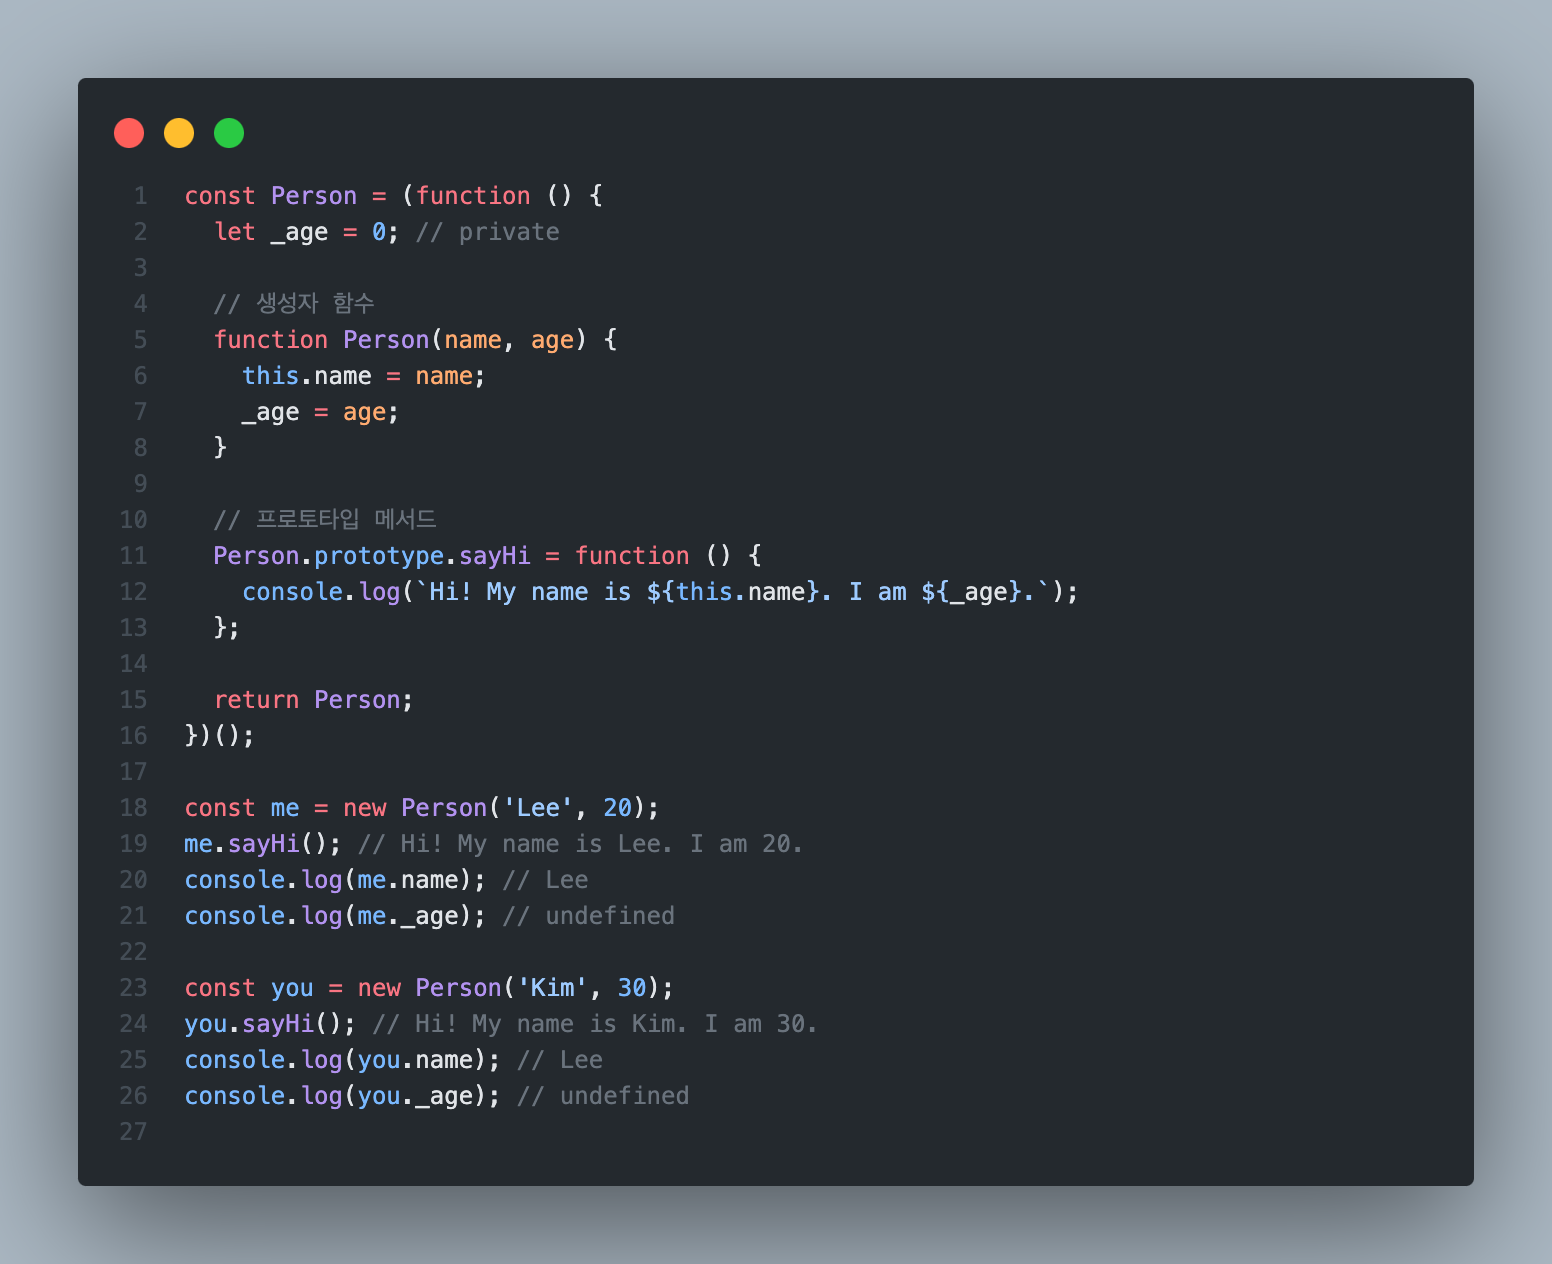 1 const Person = (function () {
2   let _age = 0; // private
3
4   // 생성자 함수
5   function Person(name, age) {
6     this.name = name;
7     _age = age;
8   }
9
10   // 프로토타입 메서드
11   Person.prototype.sayHi = function () {
12     console.log(`Hi! My name is ${this.name}. I am ${_age}.`);
13   };
14
15   return Person;
16 })();
17
18 const me = new Person('Lee', 20);
19 me.sayHi(); // Hi! My name is Lee. I am 20.
20 console.log(me.name); // Lee
21 console.log(me._age); // undefined
22
23 const you = new Person('Kim', 30);
24 you.sayHi(); // Hi! My name is Kim. I am 30.
25 console.log(you.name); // Lee
26 console.log(you._age); // undefined
27